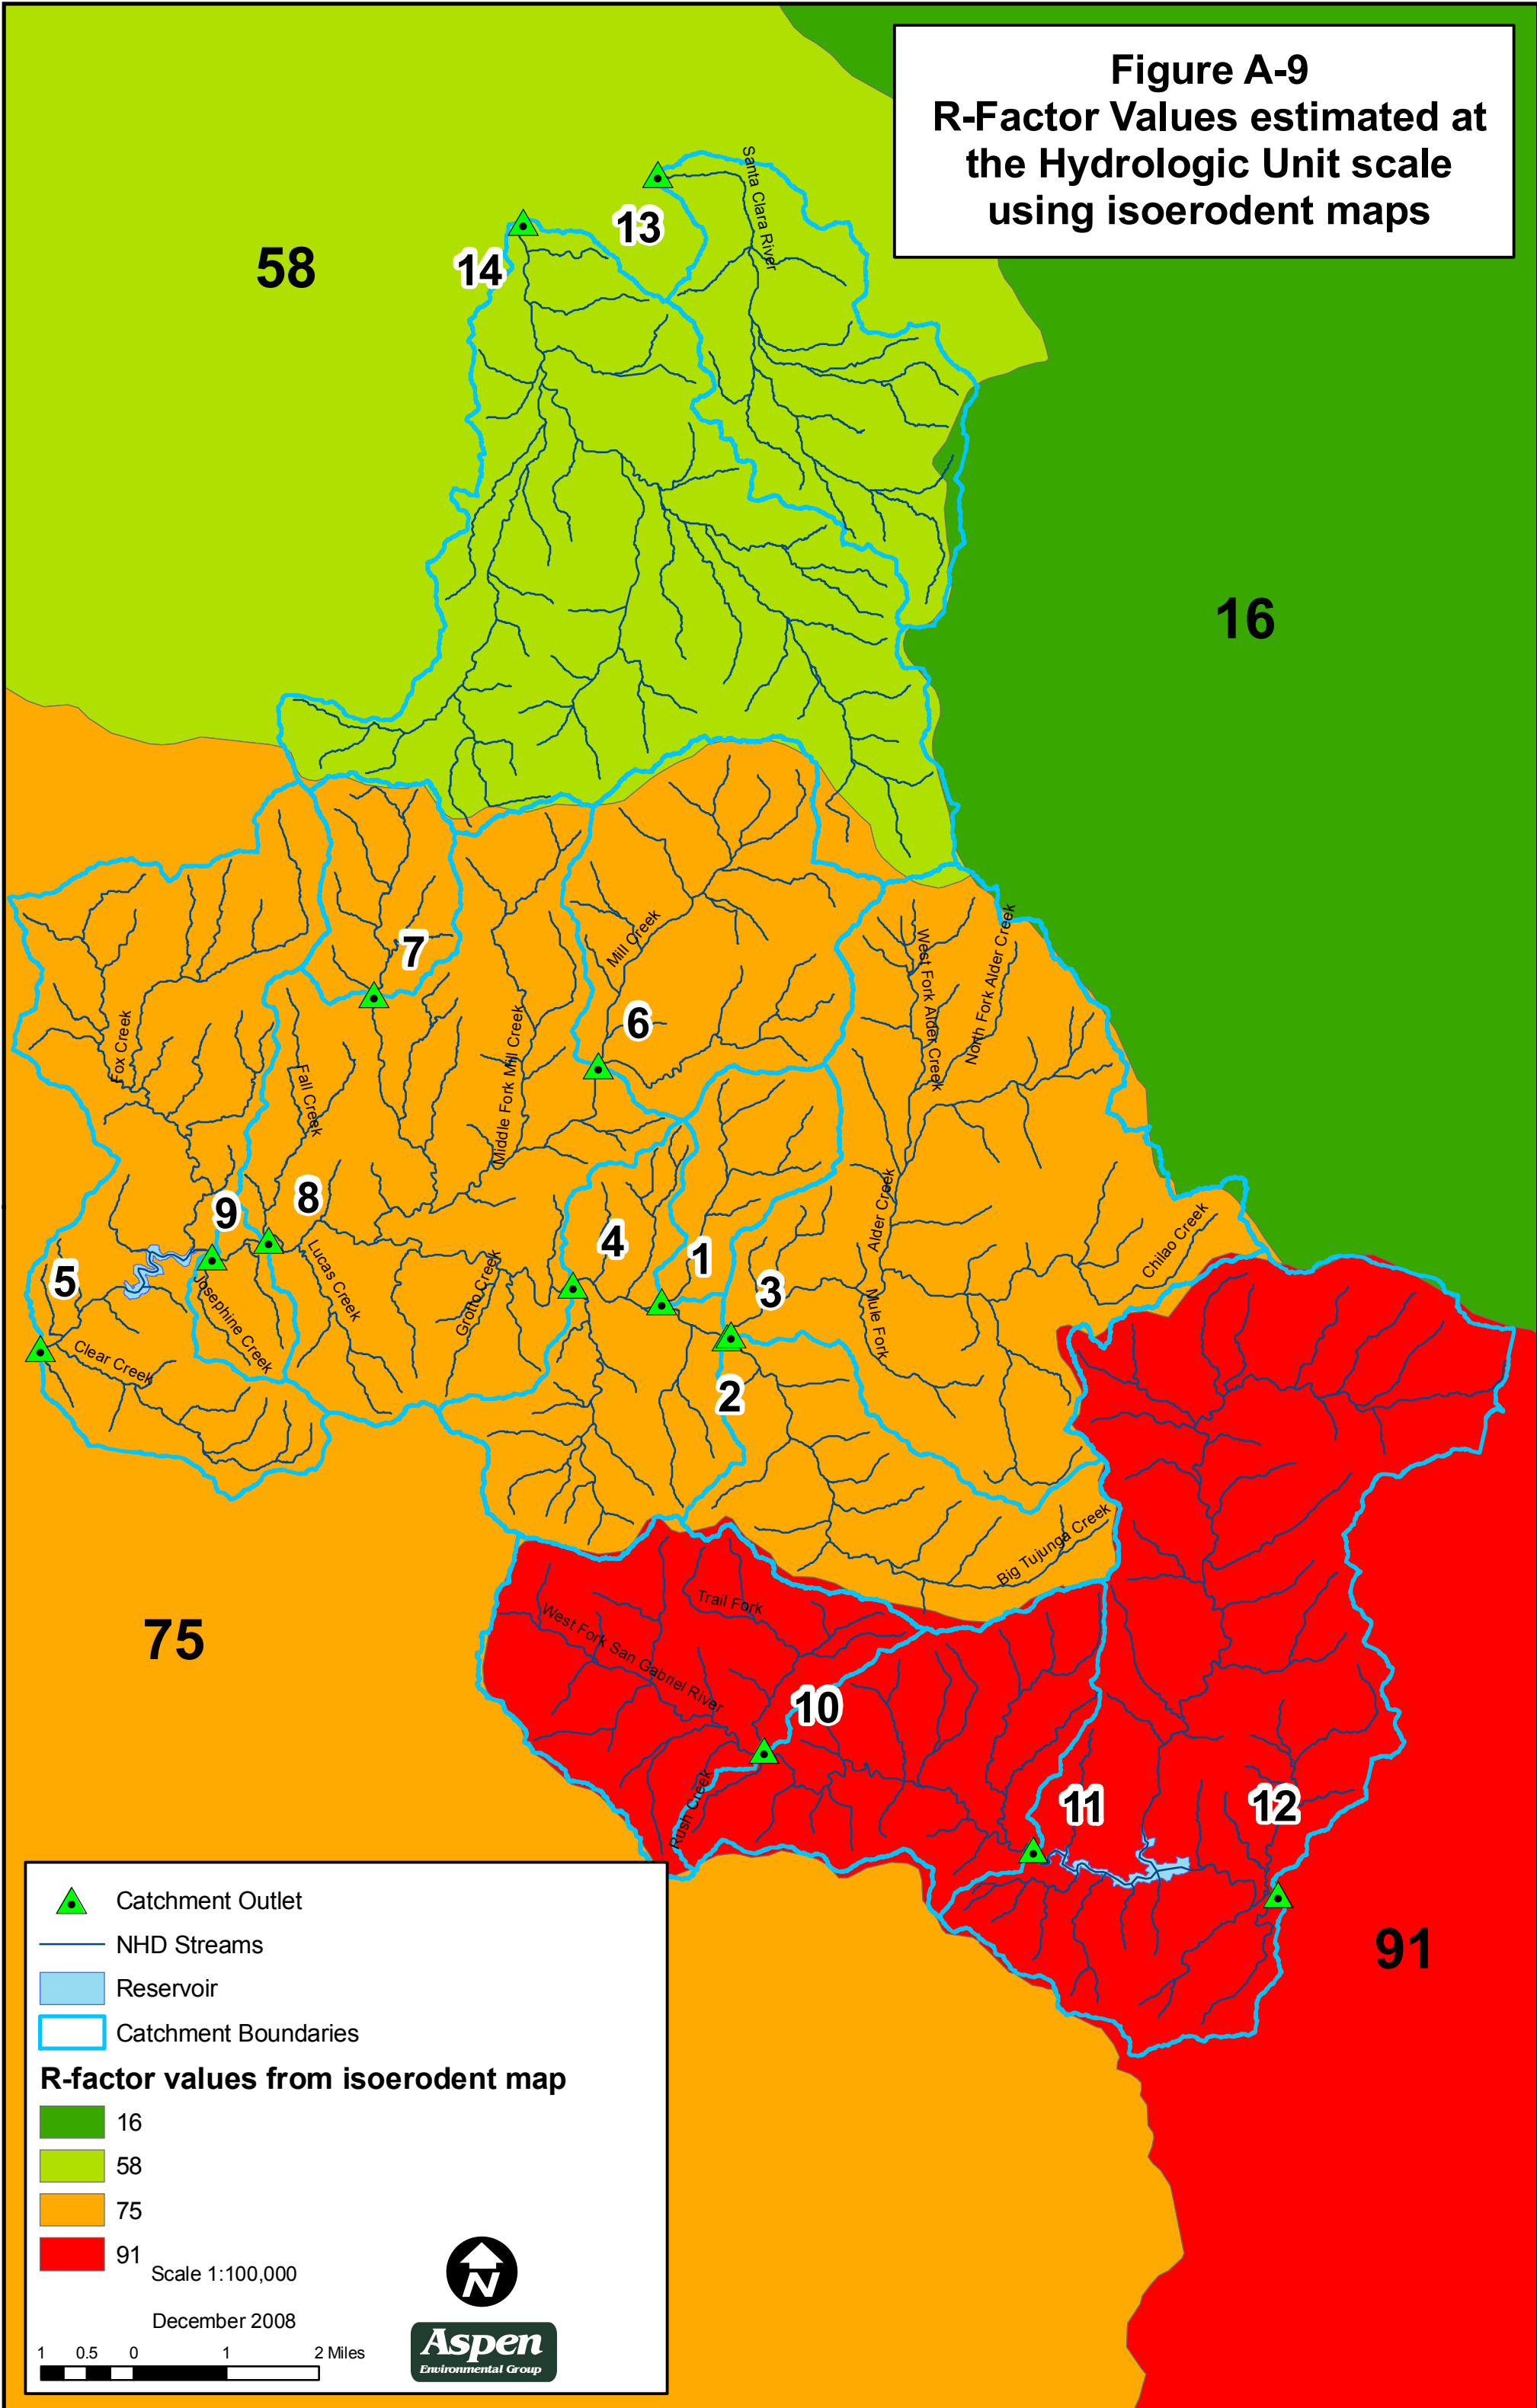 Figure A-9
R-Factor Values estimated at
the Hydrologic Unit scale
using isoerodent maps
Santa Clara River
13
14
58
16
7
Mill Creek
6
West Fork Alder Creek
North Fork Alder Creek
Fox Creek
Fall Creek
Middle Fork Mill Creek
9
8
4
1
3
Alder Creek
Chilao Creek
5
Josephine Creek
Lucas Creek
Grotto Creek
Mule Fork
Clear Creek
2
Big Tujunga Creek
75
Trail Fork
West Fork San Gabriel River
10
Rush Creek
11
12
91
Catchment Outlet
NHD Streams
Reservoir
Catchment Boundaries
R-factor values from isoerodent map
16
58
75
91
Scale 1:100,000
December 2008
1 0.5 0 1 2 Miles
N
Aspen
Environmental Group